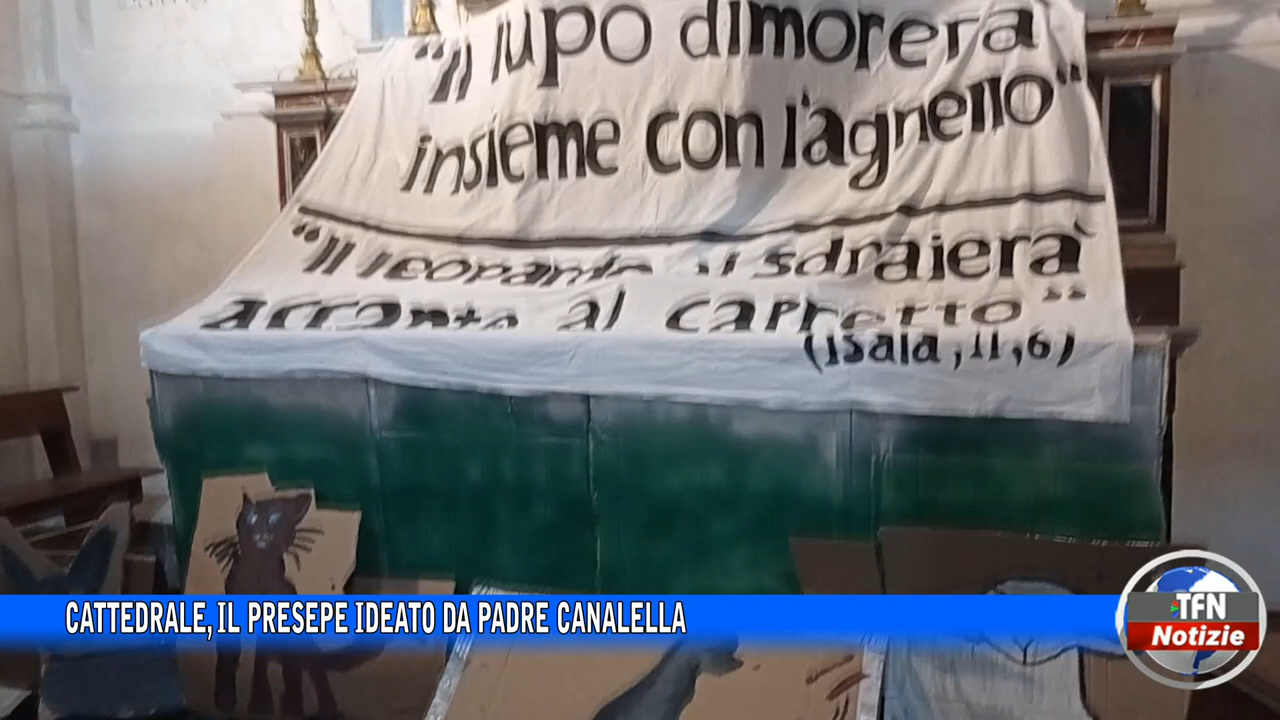 "Il lupo dimorerà
insieme con l'agnello"
"Il leopardo si sdraierà
accanto al capretto"
(Isaia, 11,6)
CATTEDRALE, IL PRESEPE IDEATO DA PADRE CANALELLA
TFN
Notizie